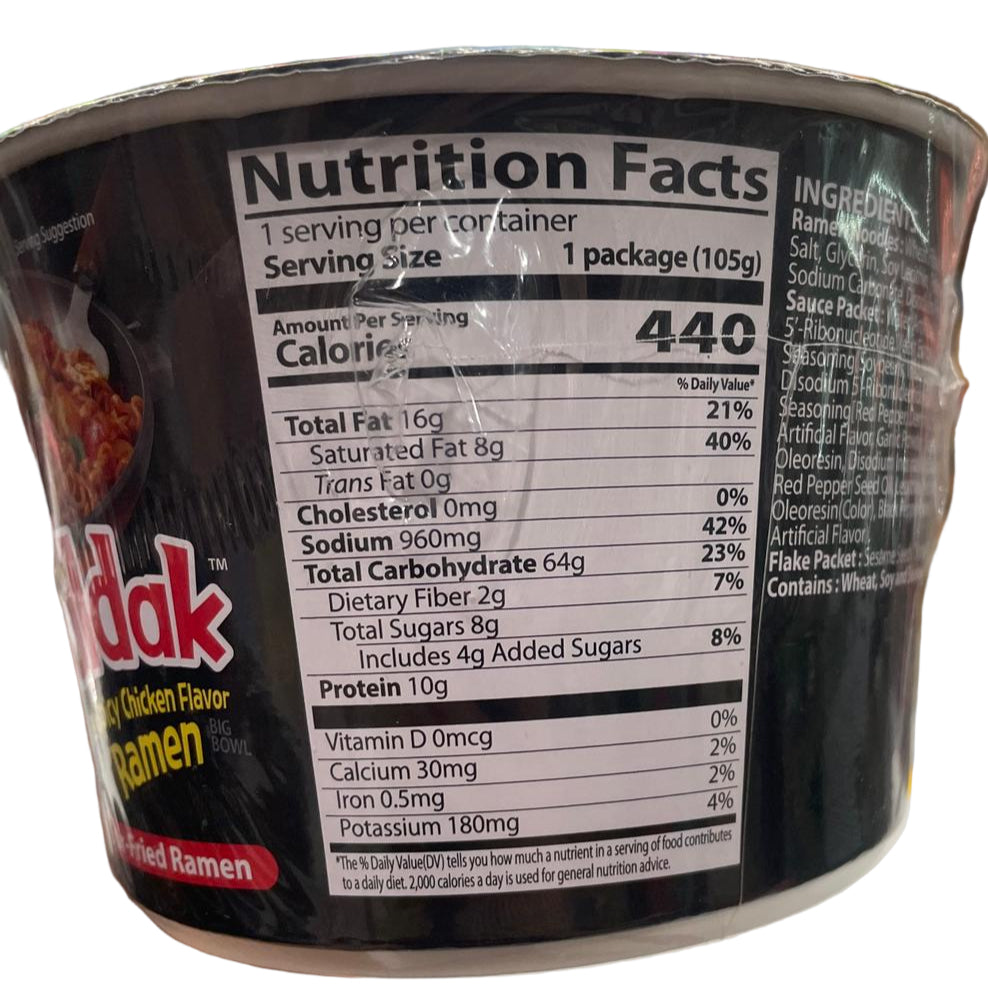 Serving Suggestion
dak
TM
cy Chicken Flavor
Ramen
BIG
BOWL
Fried Ramen
Nutrition Facts
1 serving per container
Serving Size 1 package (105g)
Amount Per Serving
Calories 440
% Daily Value*
Total Fat 16g 21%
Saturated Fat 8g 40%
Trans Fat 0g
Cholesterol 0mg 0%
Sodium 960mg 42%
Total Carbohydrate 64g 23%
Dietary Fiber 2g 7%
Total Sugars 8g
Includes 4g Added Sugars 8%
Protein 10g
Vitamin D 0mcg 0%
Calcium 30mg 2%
Iron 0.5mg 2%
Potassium 180mg 4%
*The % Daily Value(DV) tells you how much a nutrient in a serving of food contributes
to a daily diet. 2,000 calories a day is used for general nutrition advice.
INGREDIENT
Ramen Noodles :
Salt, Glycerin, Soy
Sodium Carbonate,
Sauce Packet :
5'-Ribonucleotide,
Seasoning, Soybean
Disodium 5'-Ribonucleotide
Seasoning, Red Pepper
Artificial Flavor, Garlic
Oleoresin, Disodium
Red Pepper Seed Oil,
Oleoresin(Color), Black
Artificial Flavor
Flake Packet : Sesame
Contains : Wheat, Soy and